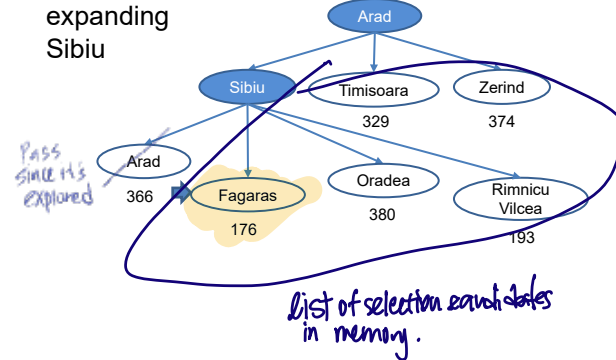 expanding
Sibiu
Arad
Sibiu
Timisoara
Zerind
329
374
Pass
since it's
explored
Arad
366
Fagaras
176
Oradea
380
Rimnicu
Vilcea
193
list of selection candidates
in memory.